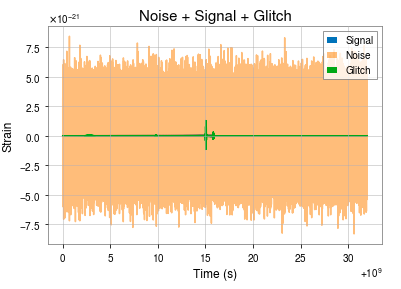 Noise + Signal + Glitch
×10⁻²¹
Signal
Noise
Glitch
7.5
5.0
2.5
0.0
−2.5
−5.0
−7.5
Strain
0
5
10
15
20
25
30
Time (s)
+10⁹